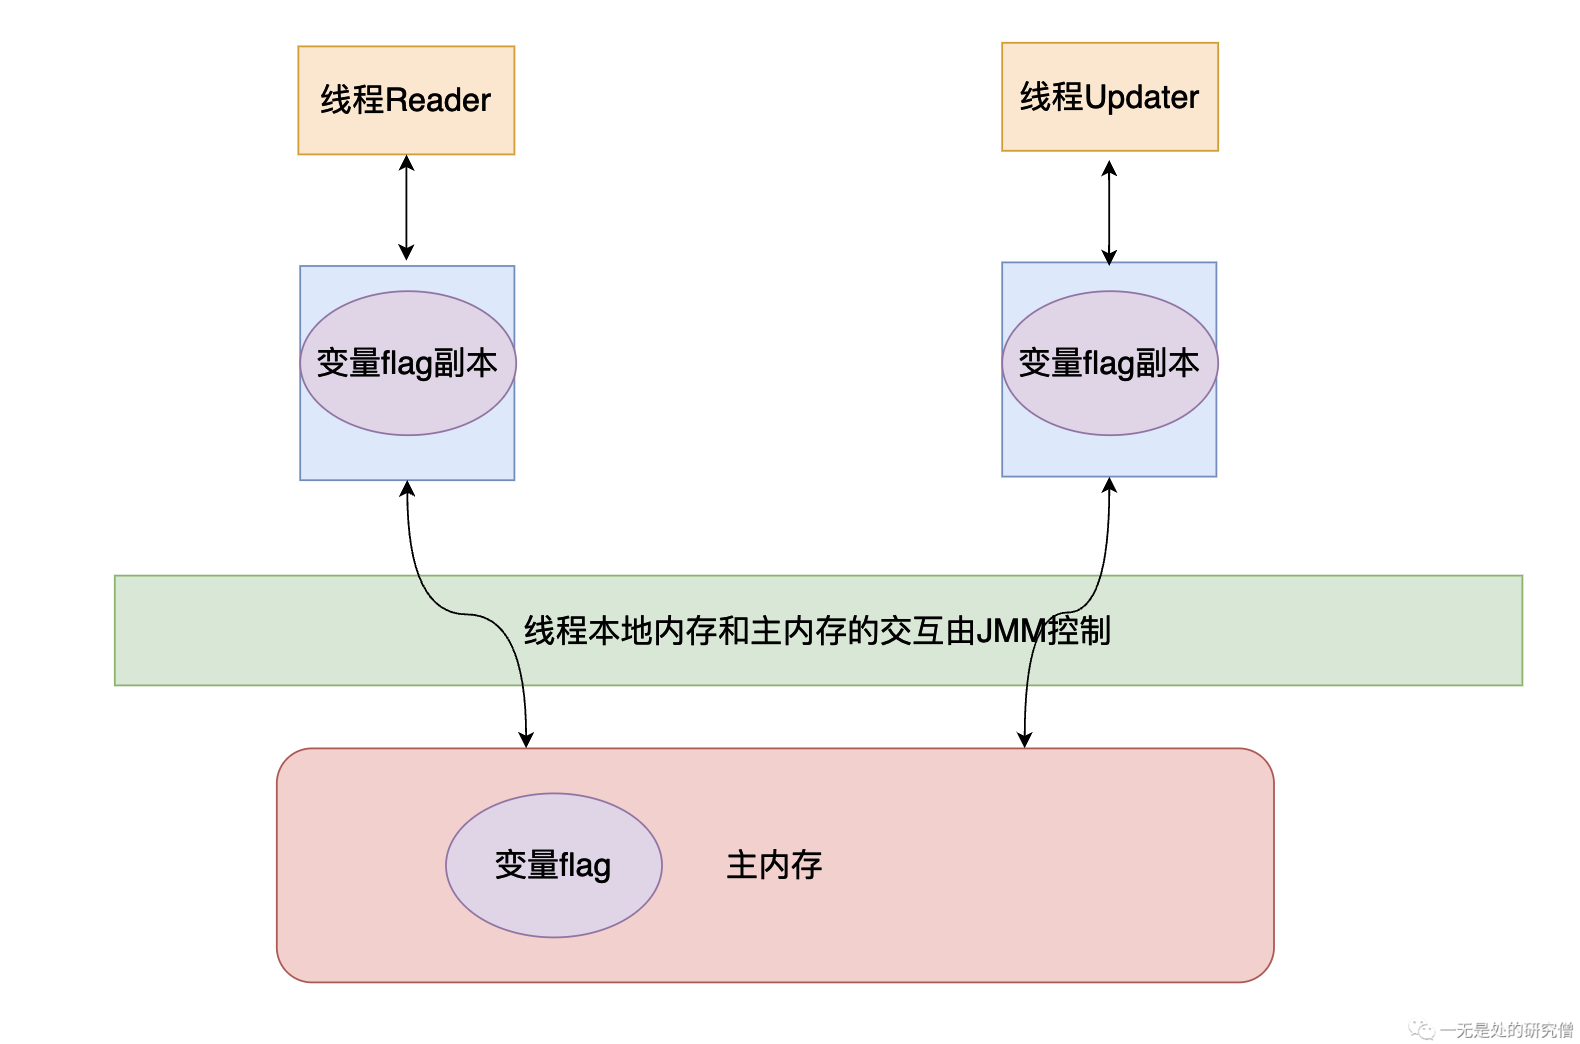 线程Reader
线程Updater
变量flag副本
变量flag副本
线程本地内存和主内存的交互由JMM控制
变量flag
主内存
一无是处的研究僧